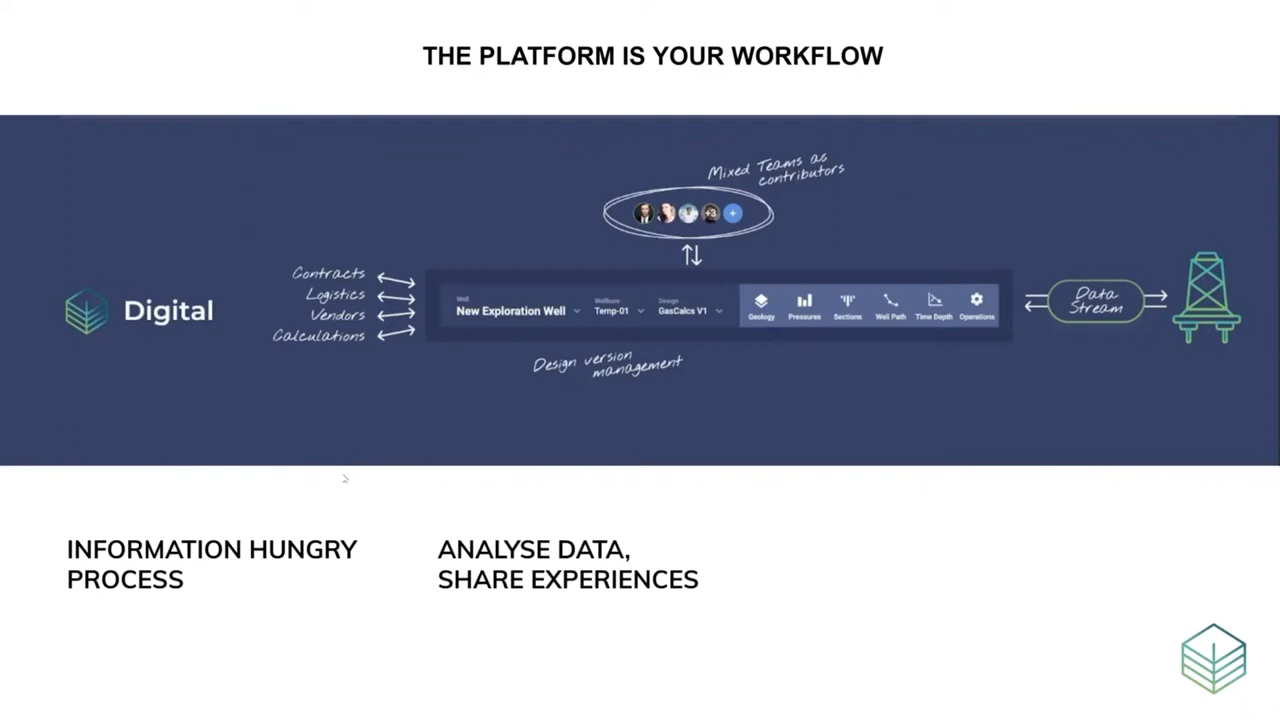 THE PLATFORM IS YOUR WORKFLOW
Mixed Teams as
contributors
+3
+
Contracts
Logistics
Vendors
Calculations
Digital
Well
New Exploration Well
Wellbore
Temp-01
Design
GasCalcs V1
Geology
Pressures
Sections
Well Path
Time Depth
Operations
Data
Stream
Design version
management
INFORMATION HUNGRY
PROCESS
ANALYSE DATA,
SHARE EXPERIENCES